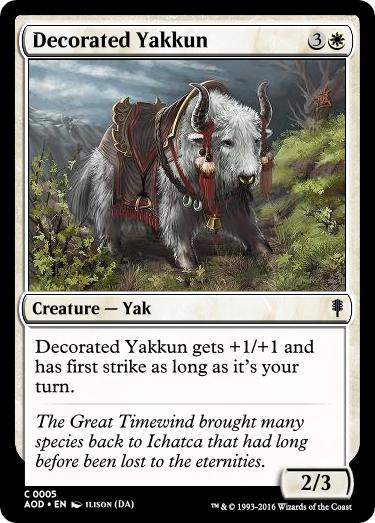 Decorated Yakkun 3
Creature — Yak
Decorated Yakkun gets +1/+1 and
has first strike as long as it's your
turn.
The Great Timewind brought many
species back to Ichatca that had long
before been lost to the eternities.
2/3
C 0005
AOD • EN ILISON (DA)
™ & © 1993-2016 Wizards of the Coast